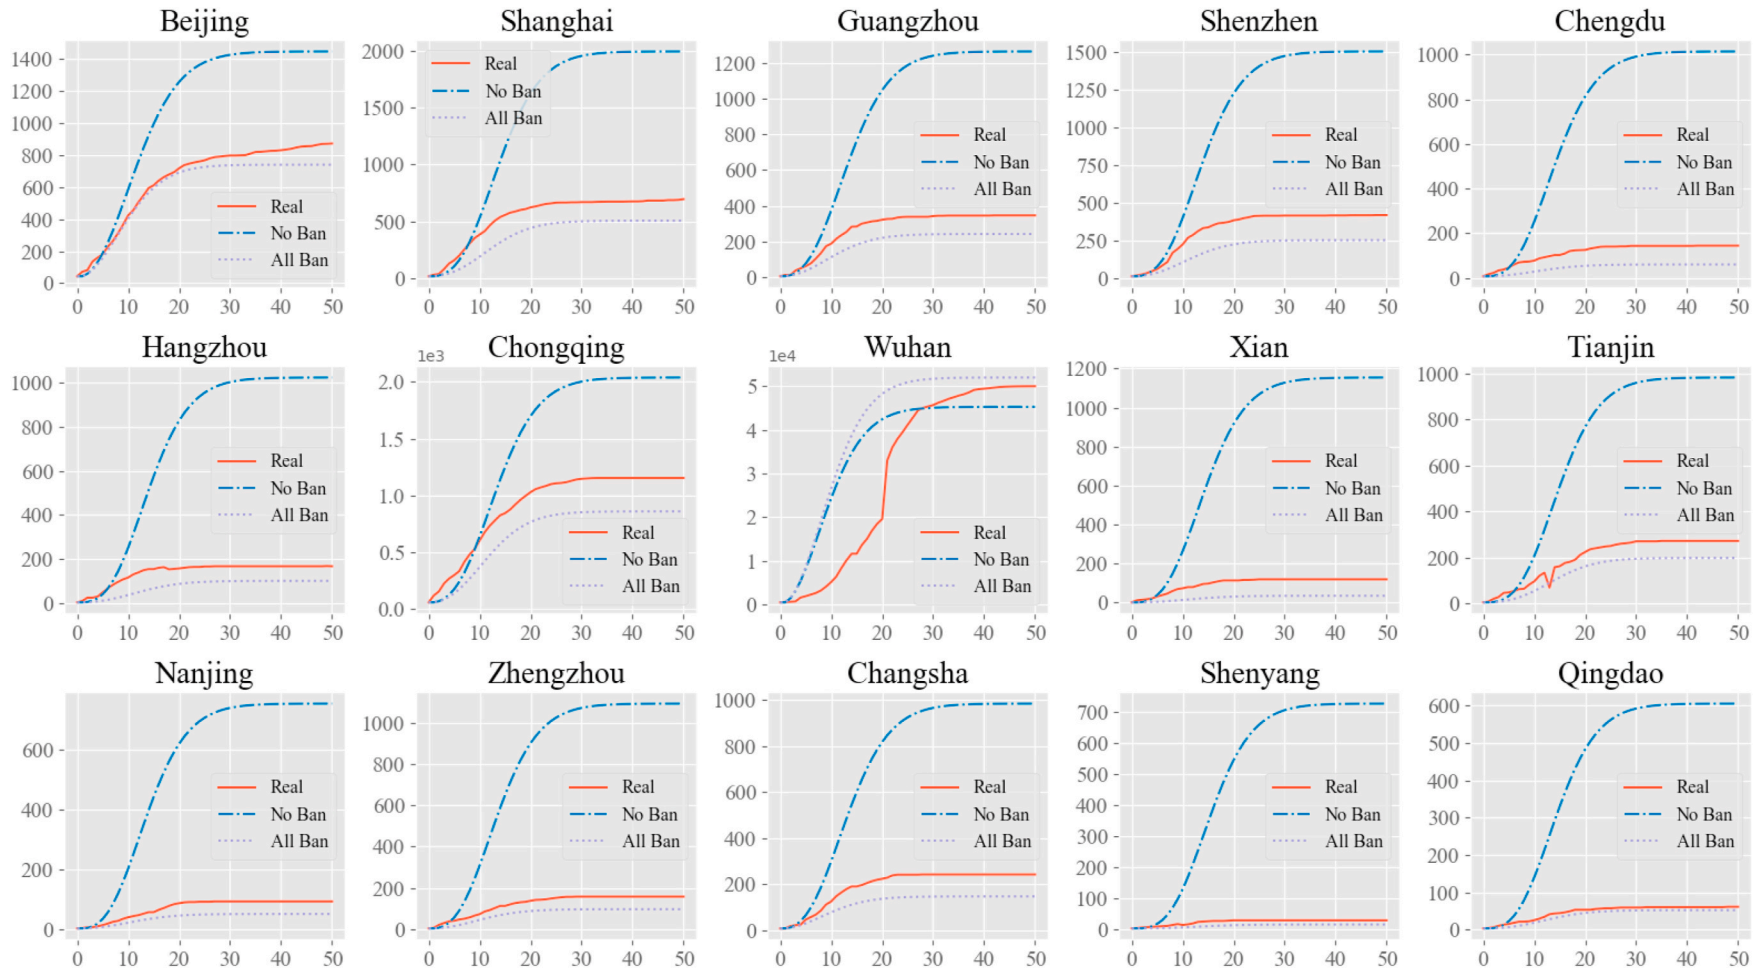 Beijing
1400
1200
1000
800
600
400
200
0
Real
No Ban
All Ban
0 10 20 30 40 50
Shanghai
2000
1500
1000
500
0
Real
No Ban
All Ban
0 10 20 30 40 50
Guangzhou
1200
1000
800
600
400
200
0
Real
No Ban
All Ban
0 10 20 30 40 50
Shenzhen
1500
1250
1000
750
500
250
0
Real
No Ban
All Ban
0 10 20 30 40 50
Chengdu
1000
800
600
400
200
0
Real
No Ban
All Ban
0 10 20 30 40 50
Hangzhou
1000
800
600
400
200
0
Real
No Ban
All Ban
0 10 20 30 40 50
Chongqing
1e3
2.0
1.5
1.0
0.5
0.0
Real
No Ban
All Ban
0 10 20 30 40 50
Wuhan
1e4
5
4
3
2
1
0
Real
No Ban
All Ban
0 10 20 30 40 50
Xian
1200
1000
800
600
400
200
0
Real
No Ban
All Ban
0 10 20 30 40 50
Tianjin
1000
800
600
400
200
0
Real
No Ban
All Ban
0 10 20 30 40 50
Nanjing
600
400
200
0
Real
No Ban
All Ban
0 10 20 30 40 50
Zhengzhou
1000
800
600
400
200
0
Real
No Ban
All Ban
0 10 20 30 40 50
Changsha
1000
800
600
400
200
0
Real
No Ban
All Ban
0 10 20 30 40 50
Shenyang
700
600
500
400
300
200
100
0
Real
No Ban
All Ban
0 10 20 30 40 50
Qingdao
600
500
400
300
200
100
0
Real
No Ban
All Ban
0 10 20 30 40 50